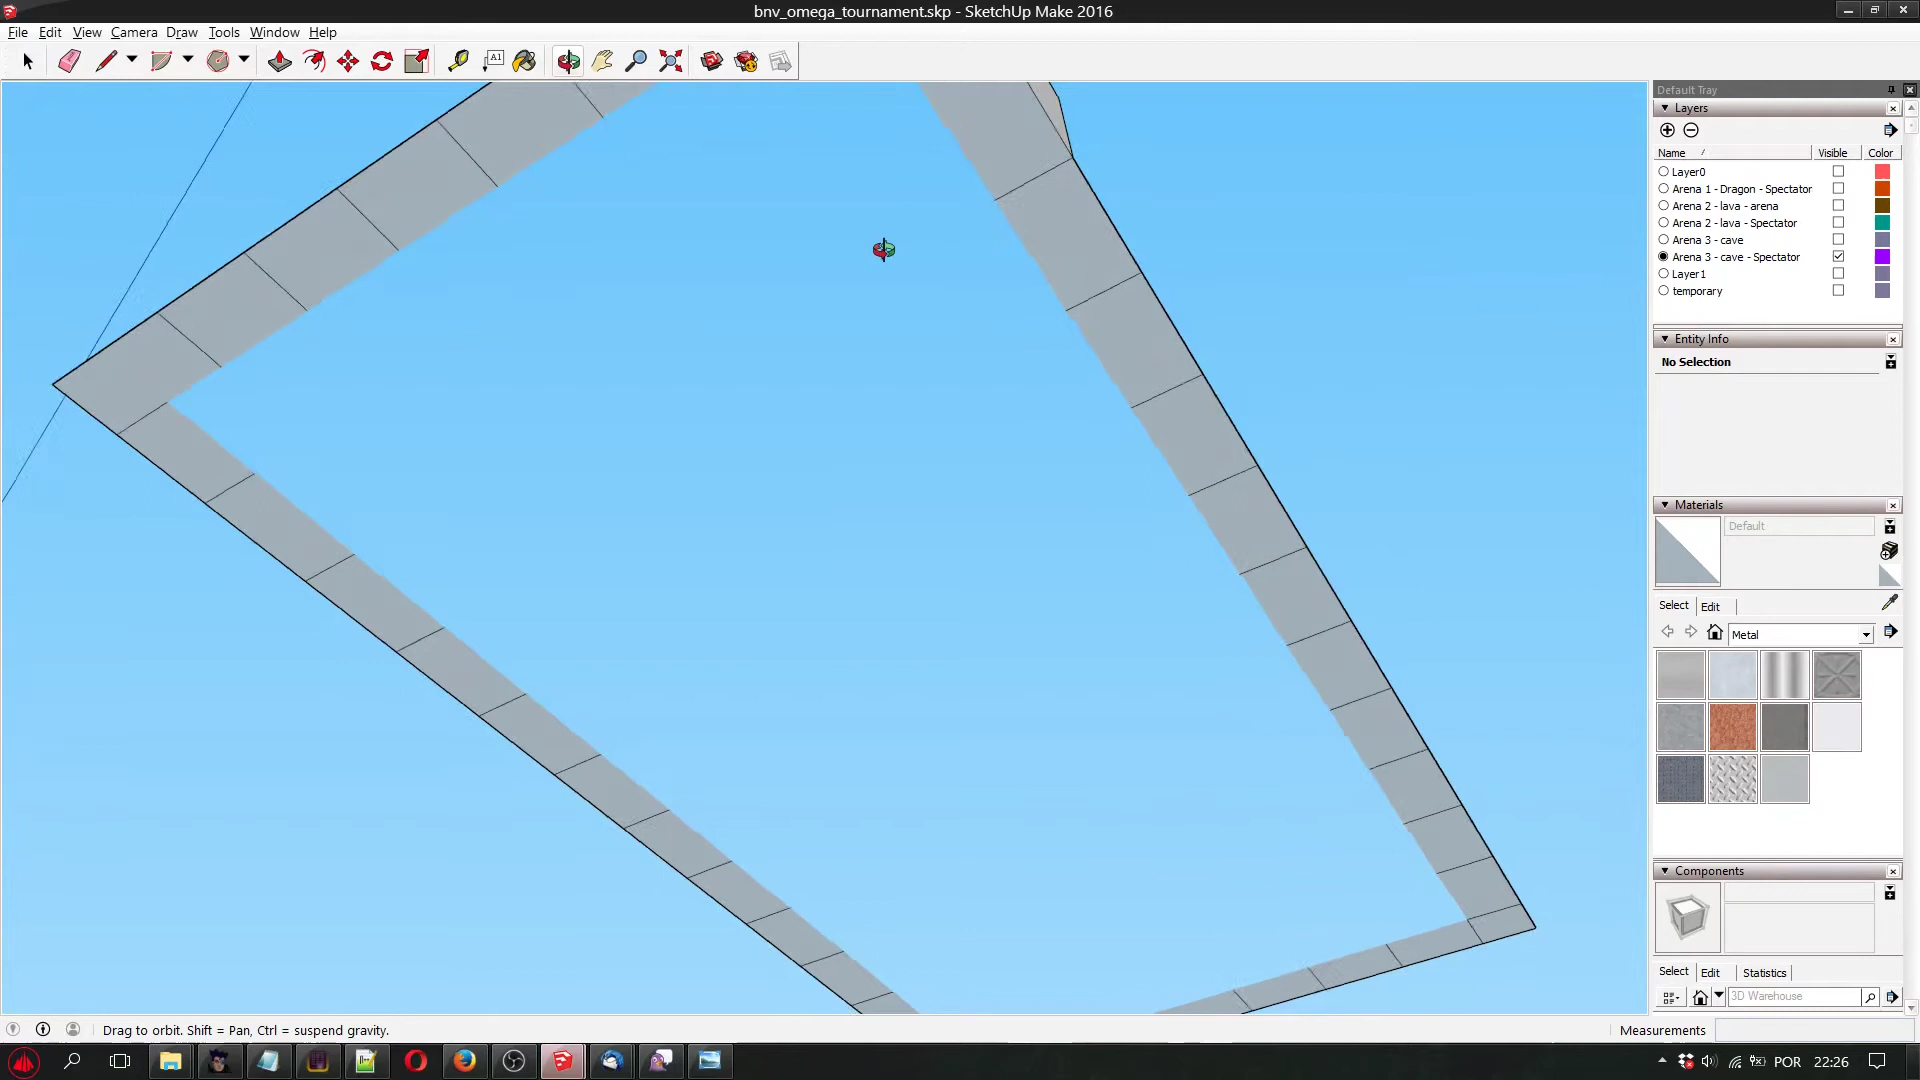 bnv_omega_tournament.skp - SketchUp Make 2016
File Edit View Camera Draw Tools Window Help
A1
Default Tray
Layers
Name Visible Color
Layer0
Arena 1 - Dragon - Spectator
Arena 2 - lava - arena
Arena 2 - lava - Spectator
Arena 3 - cave
Arena 3 - cave - Spectator
Layer1
temporary
Entity Info
No Selection
Materials
Default
Select Edit
Metal
Components
Select Edit Statistics
3D Warehouse
Drag to orbit. Shift = Pan, Ctrl = suspend gravity.
Measurements
POR 22:26